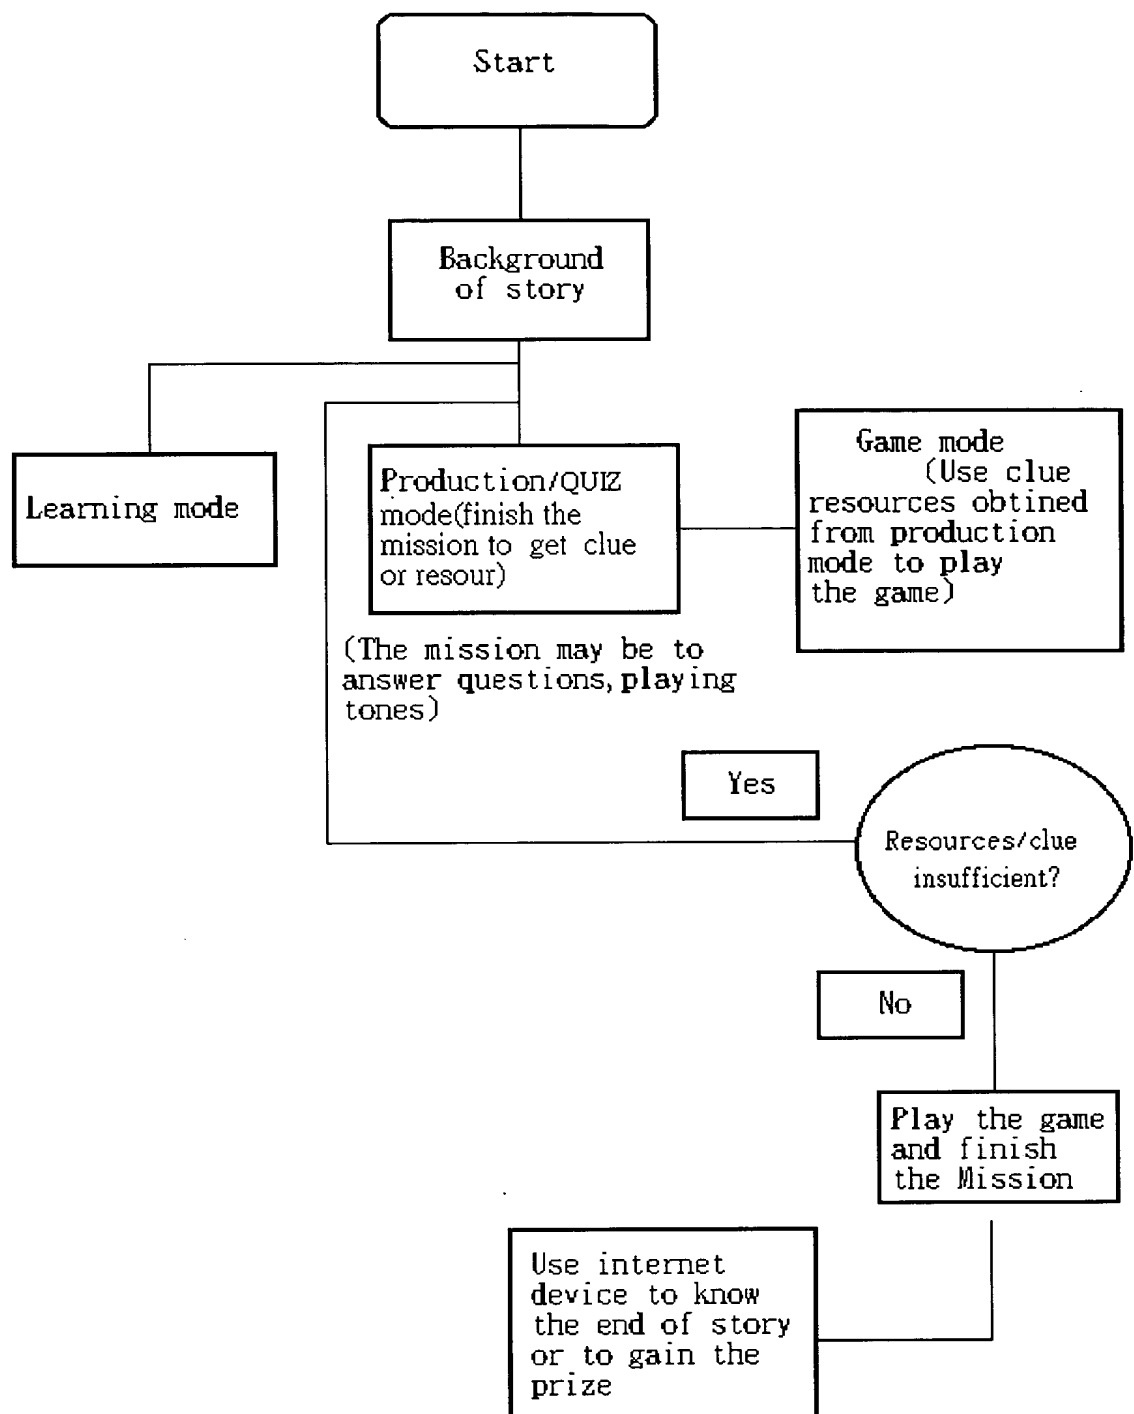 Start
Background
of story
Learning mode
Production/QUIZ
mode(finish the
mission to get clue
or resour)
(The mission may be to
answer questions, playing
tones)
Game mode
(Use clue
resources obtined
from production
mode to play
the game)
Yes
Resources/clue
insufficient?
No
Play the game
and finish
the Mission
Use internet
device to know
the end of story
or to gain the
prize